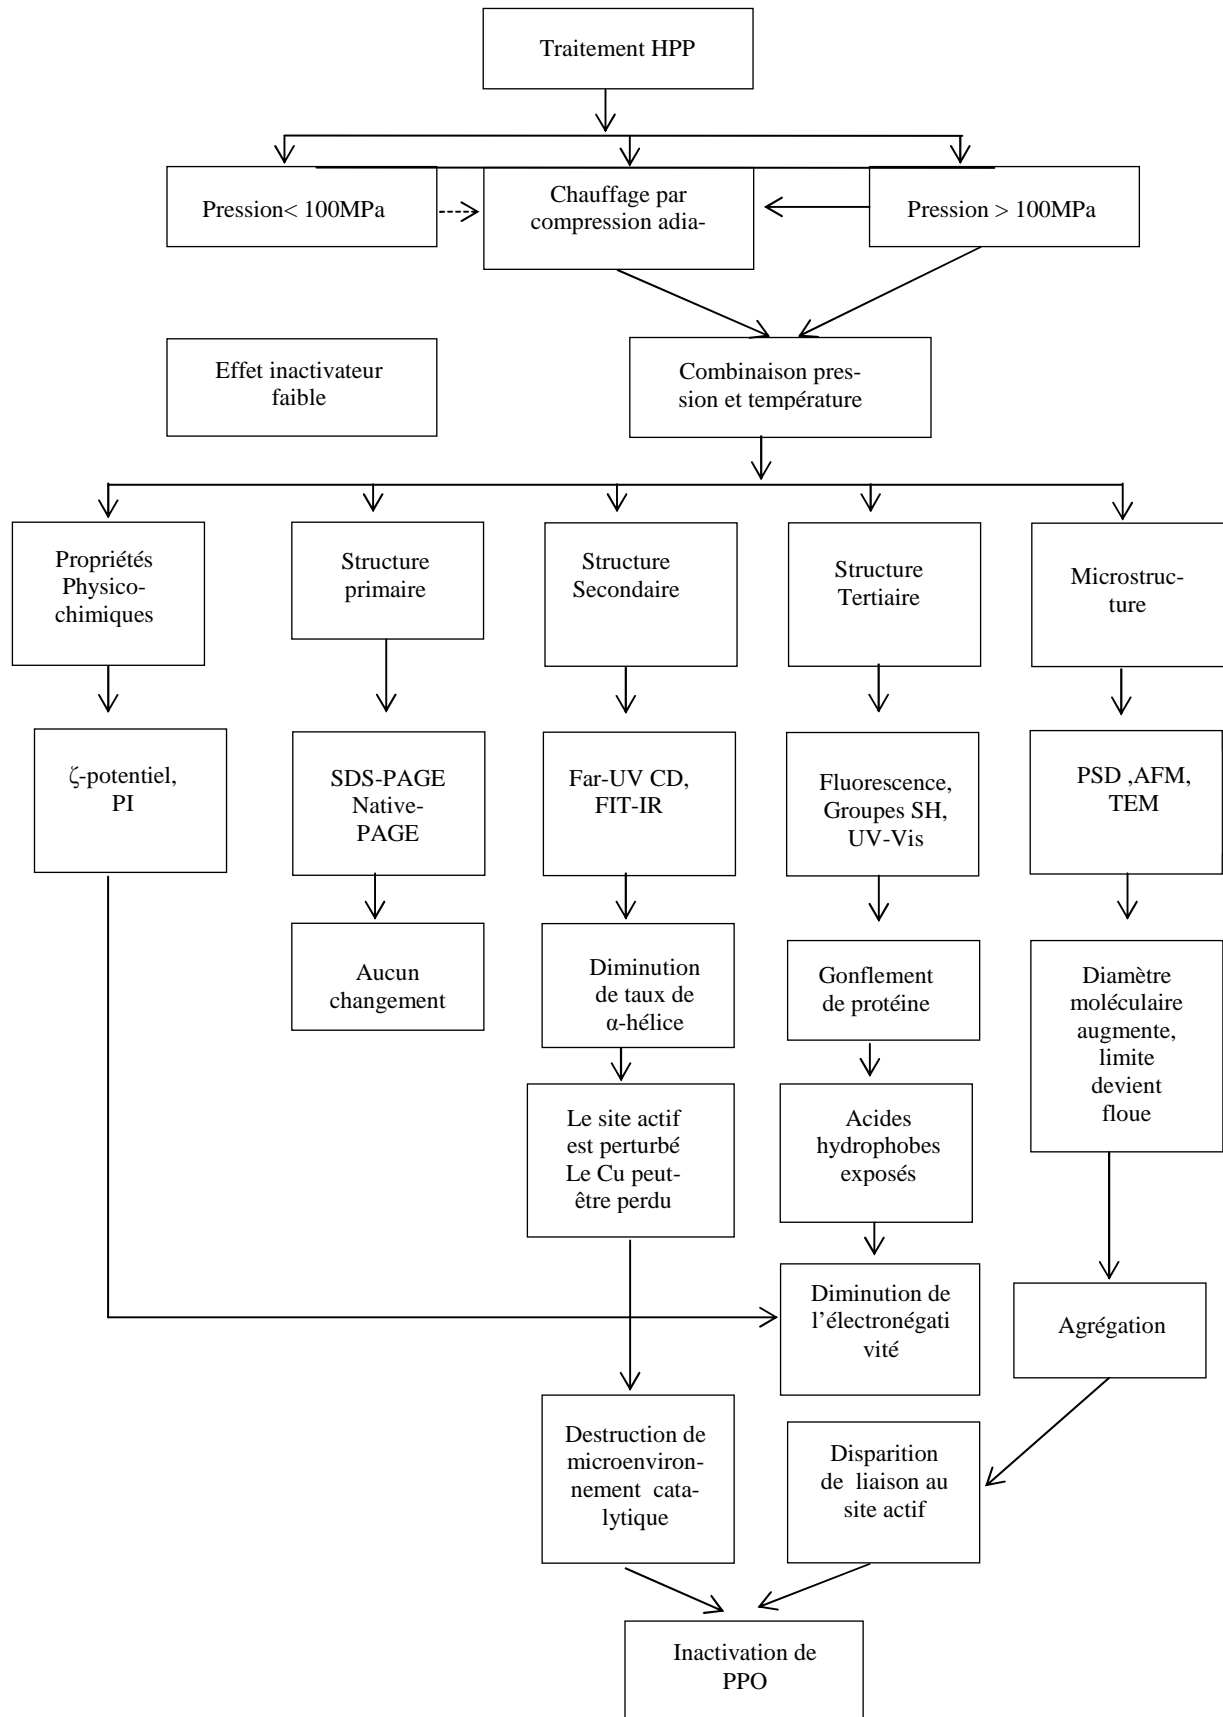 Traitement HPP
Pression< 100MPa
Chauffage par
compression adia-
Pression > 100MPa
Effet inactivateur
faible
Combinaison pres-
sion et température
Propriétés
Physico-
chimiques
Structure
primaire
Structure
Secondaire
Structure
Tertiaire
Microstruc-
ture
ζ-potentiel,
PI
SDS-PAGE
Native-
PAGE
Far-UV CD,
FIT-IR
Fluorescence,
Groupes SH,
UV-Vis
PSD ,AFM,
TEM
Aucun
changement
Diminution
de taux de
α-hélice
Gonflement
de protéine
Diamètre
moléculaire
augmente,
limite
devient
floue
Le site actif
est perturbé
Le Cu peut-
être perdu
Acides
hydrophobes
exposés
Diminution de
l'électronégati
vité
Agrégation
Destruction de
microenviron-
nement cata-
lytique
Disparition
de liaison au
site actif
Inactivation de
PPO